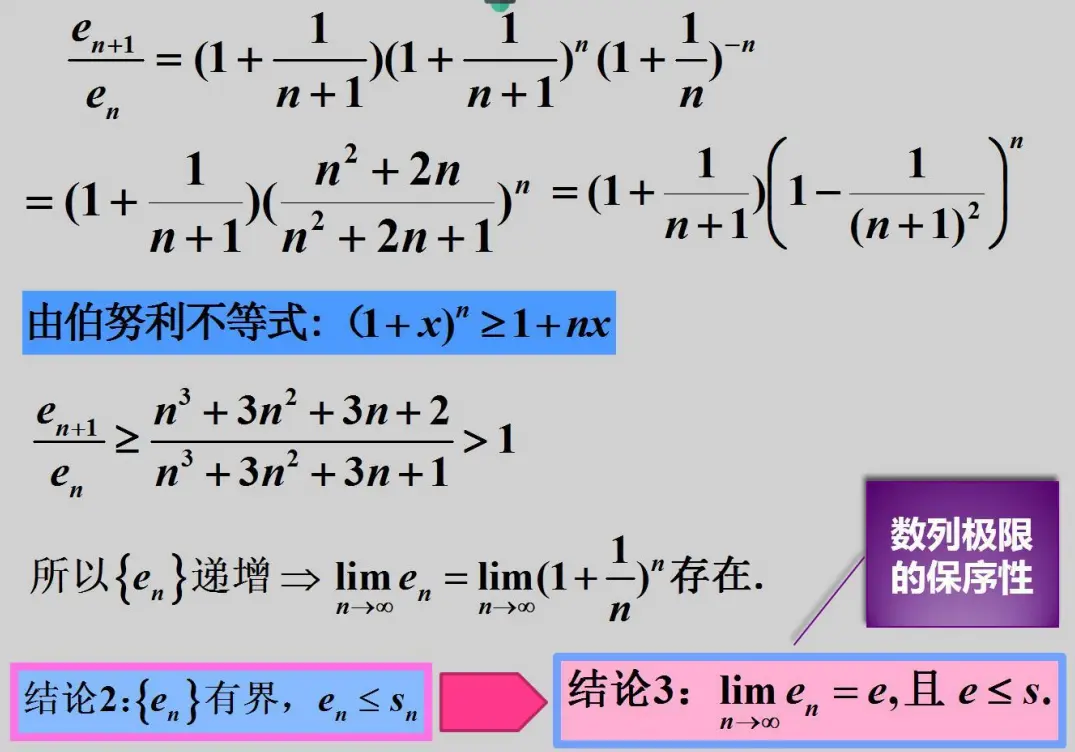 $\frac{e_{n+1}}{e_n} = (1+\frac{1}{n+1})(1+\frac{1}{n+1})^n(1+\frac{1}{n})^{-n}$
$= (1+\frac{1}{n+1})(\frac{n^2+2n}{n^2+2n+1})^n = (1+\frac{1}{n+1})\left(1-\frac{1}{(n+1)^2}\right)^n$
由伯努利不等式：$(1+x)^n \geq 1+nx$
$\frac{e_{n+1}}{e_n} \geq \frac{n^3+3n^2+3n+2}{n^3+3n^2+3n+1} > 1$
数列极限
的保序性
所以$\{e_n\}$递增 $\Rightarrow \lim_{n\to\infty} e_n = \lim_{n\to\infty}(1+\frac{1}{n})^n$存在.
结论2:$\{e_n\}$有界，$e_n \leq s_n$
结论3：$\lim_{n\to\infty} e_n = e$,且 $e \leq s$.